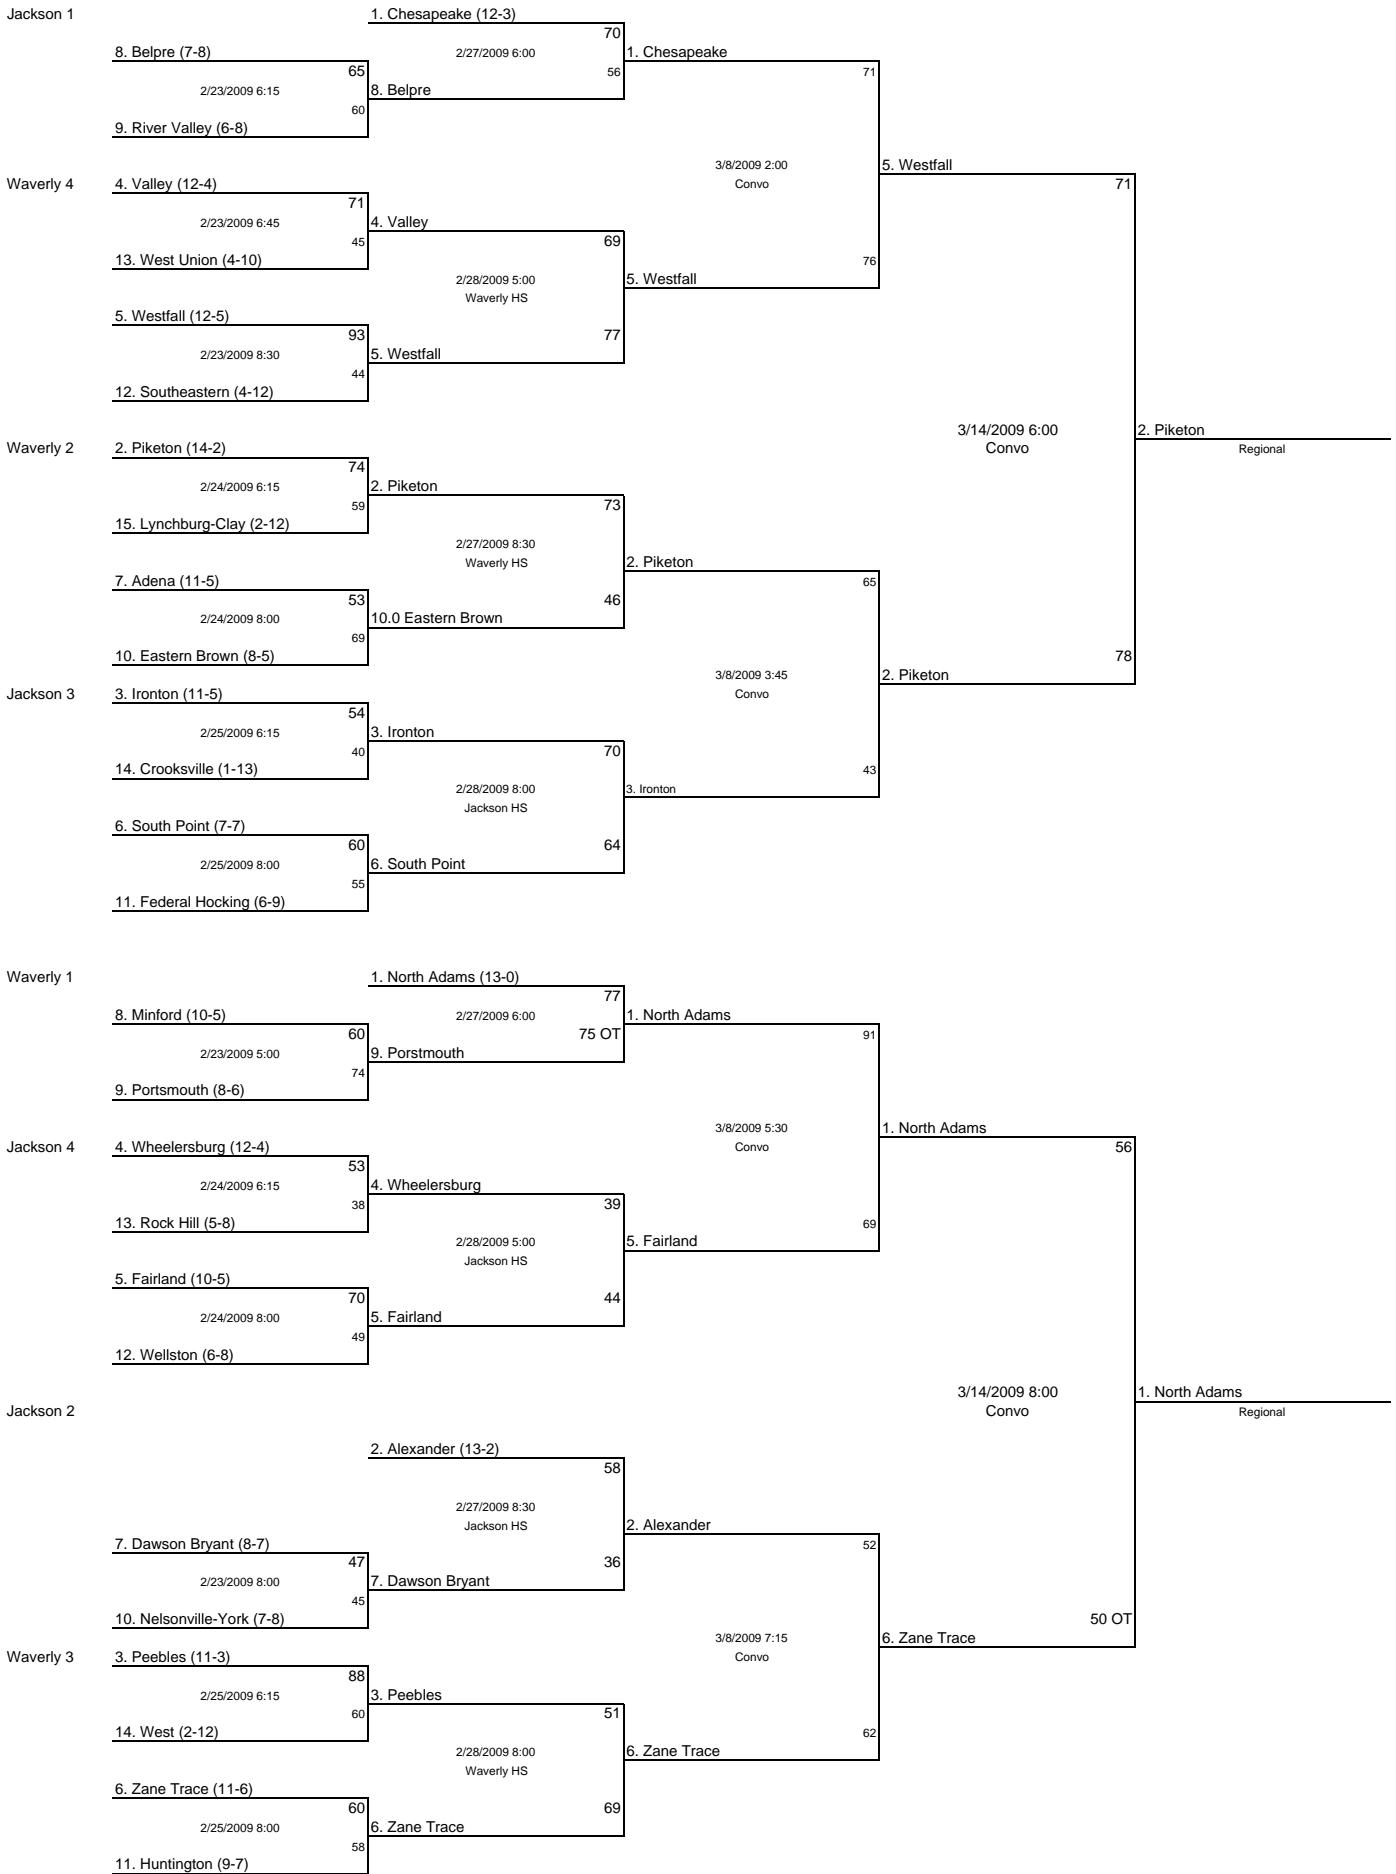 Jackson 1
1. Chesapeake (12-3)
70
8. Belpre (7-8)
2/27/2009 6:00
1. Chesapeake
65
56
71
2/23/2009 6:15
8. Belpre
60
9. River Valley (6-8)
3/8/2009 2:00
5. Westfall
Waverly 4
4. Valley (12-4)
Convo
71
71
2/23/2009 6:45
4. Valley
45
69
13. West Union (4-10)
76
2/28/2009 5:00
5. Westfall
Waverly HS
5. Westfall (12-5)
93
77
2/23/2009 8:30
5. Westfall
44
12. Southeastern (4-12)
3/14/2009 6:00
2. Piketon
Waverly 2
2. Piketon (14-2)
Convo
Regional
74
2/24/2009 6:15
2. Piketon
59
73
15. Lynchburg-Clay (2-12)
2/27/2009 8:30
Waverly HS
2. Piketon
7. Adena (11-5)
65
53
46
2/24/2009 8:00
10.0 Eastern Brown
69
10. Eastern Brown (8-5)
78
3/8/2009 3:45
2. Piketon
Jackson 3
3. Ironton (11-5)
Convo
54
2/25/2009 6:15
3. Ironton
40
70
14. Crooksville (1-13)
43
2/28/2009 8:00
3. Ironton
Jackson HS
6. South Point (7-7)
60
64
2/25/2009 8:00
6. South Point
55
11. Federal Hocking (6-9)
Waverly 1
1. North Adams (13-0)
77
8. Minford (10-5)
2/27/2009 6:00
1. North Adams
60
75 OT
91
2/23/2009 5:00
9. Porstmouth
74
9. Portsmouth (8-6)
3/8/2009 5:30
1. North Adams
Jackson 4
4. Wheelersburg (12-4)
Convo
56
53
2/24/2009 6:15
4. Wheelersburg
38
39
13. Rock Hill (5-8)
69
2/28/2009 5:00
5. Fairland
Jackson HS
5. Fairland (10-5)
70
44
2/24/2009 8:00
5. Fairland
49
12. Wellston (6-8)
3/14/2009 8:00
1. North Adams
Jackson 2
Convo
Regional
2. Alexander (13-2)
58
2/27/2009 8:30
Jackson HS
2. Alexander
7. Dawson Bryant (8-7)
52
47
36
2/23/2009 8:00
7. Dawson Bryant
45
10. Nelsonville-York (7-8)
50 OT
3/8/2009 7:15
6. Zane Trace
Waverly 3
3. Peebles (11-3)
Convo
88
2/25/2009 6:15
3. Peebles
60
51
14. West (2-12)
62
2/28/2009 8:00
6. Zane Trace
Waverly HS
6. Zane Trace (11-6)
60
69
2/25/2009 8:00
6. Zane Trace
58
11. Huntington (9-7)